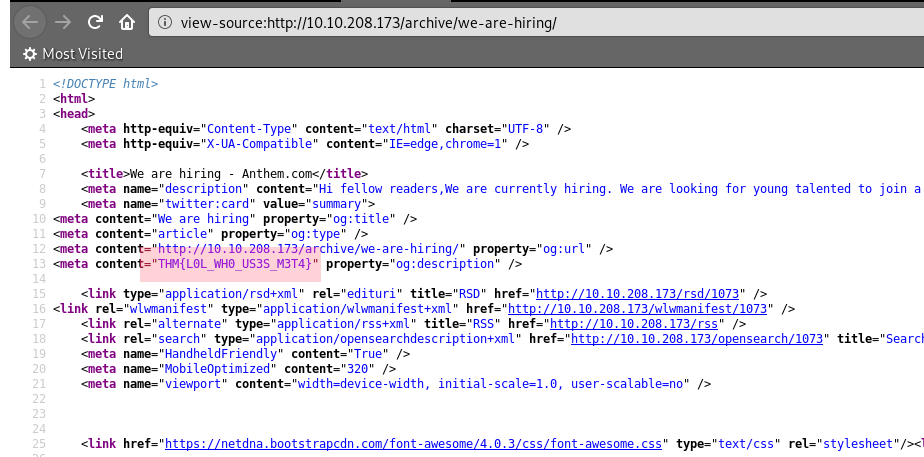 view-source:http://10.10.208.173/archive/we-are-hiring/
Most Visited
1 <!DOCTYPE html>
2 <html>
3 <head>
4 <meta http-equiv="Content-Type" content="text/html" charset="UTF-8" />
5 <meta http-equiv="X-UA-Compatible" content="IE=edge,chrome=1" />
6
7 <title>We are hiring - Anthem.com</title>
8 <meta name="description" content="Hi fellow readers,We are currently hiring. We are looking for young talented to join a
9 <meta name="twitter:card" value="summary">
10 <meta content="We are hiring" property="og:title" />
11 <meta content="article" property="og:type" />
12 <meta content="http://10.10.208.173/archive/we-are-hiring/" property="og:url" />
13 <meta content="THM{L0L_WH0_US3S_M3T4}" property="og:description" />
14
15 <link type="application/rsd+xml" rel="edituri" title="RSD" href="http://10.10.208.173/rsd/1073" />
16 <link rel="wlwmanifest" type="application/wlwmanifest+xml" href="http://10.10.208.173/wlwmanifest/1073" />
17 <link rel="alternate" type="application/rss+xml" title="RSS" href="http://10.10.208.173/rss" />
18 <link rel="search" type="application/opensearchdescription+xml" href="http://10.10.208.173/opensearch/1073" title="Sear
19 <meta name="HandheldFriendly" content="True" />
20 <meta name="MobileOptimized" content="320" />
21 <meta name="viewport" content="width=device-width, initial-scale=1.0, user-scalable=no" />
22
23
24
25 <link href="https://netdna.bootstrapcdn.com/font-awesome/4.0.3/css/font-awesome.css" type="text/css" rel="stylesheet"/><